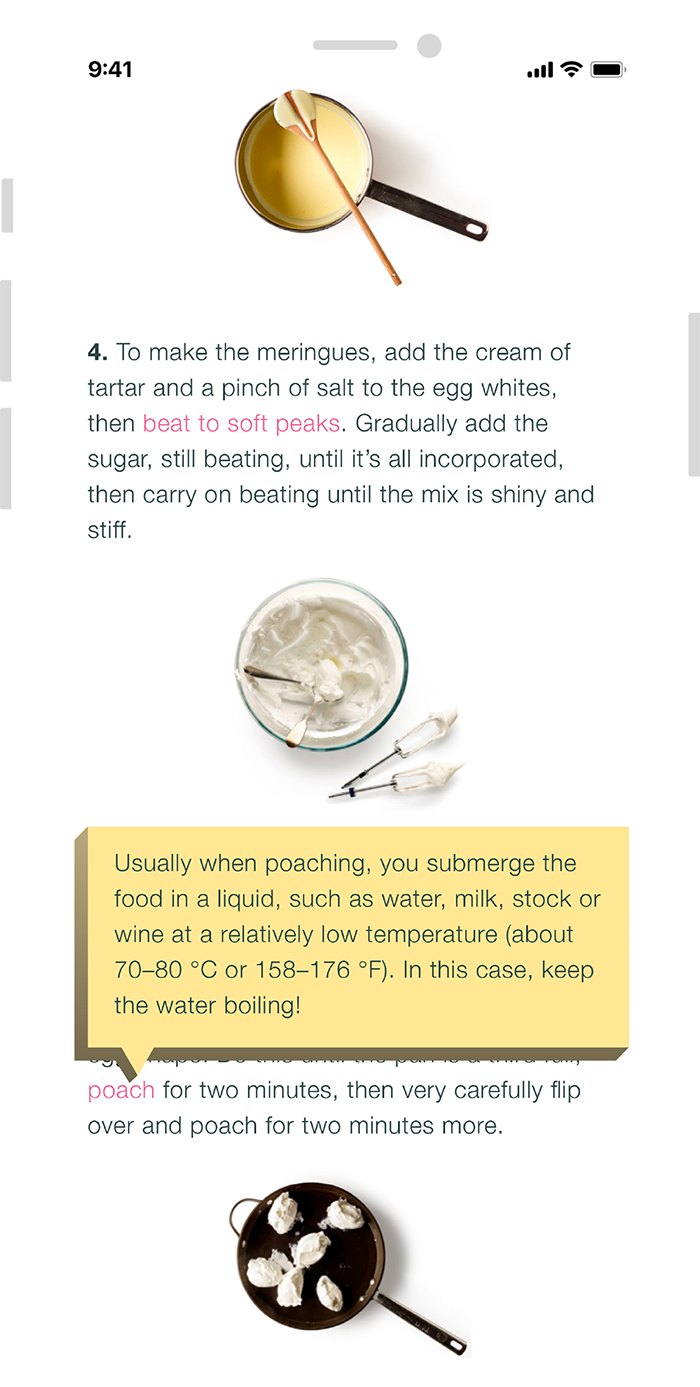 9:41
4. To make the meringues, add the cream of
tartar and a pinch of salt to the egg whites,
then beat to soft peaks. Gradually add the
sugar, still beating, until it’s all incorporated,
then carry on beating until the mix is shiny and
stiff.
Usually when poaching, you submerge the
food in a liquid, such as water, milk, stock or
wine at a relatively low temperature (about
70–80 °C or 158–176 °F). In this case, keep
the water boiling!
poach for two minutes, then very carefully flip
over and poach for two minutes more.